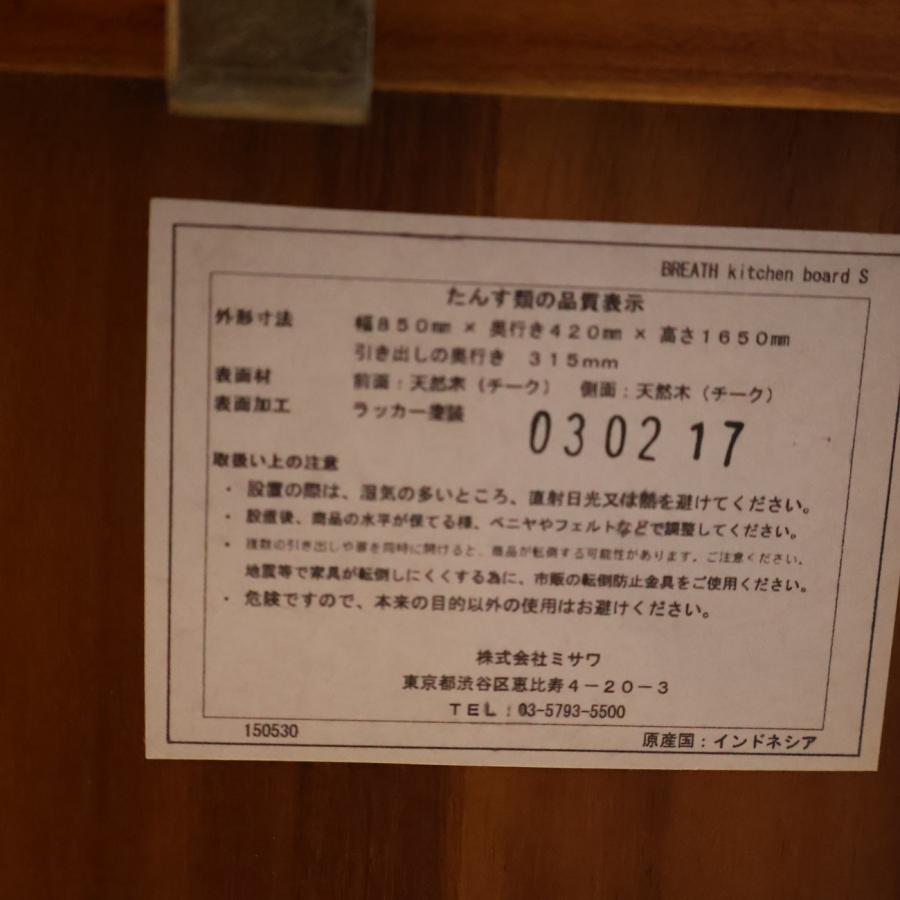 BREATH kitchen board S
たんす類の品質表示
外形寸法 幅850㎜ × 奥行き420㎜ × 高さ1650㎜
引き出しの奥行き 315mm
表面材 前面：天然木（チーク） 側面：天然木（チーク）
表面加工 ラッカー塗装
030217
取扱い上の注意
・ 設置の際は、湿気の多いところ、直射日光又は熱を避けてください。
・ 設置後、商品の水平が保てる様、ベニヤやフェルトなどで調整してください。
・ 複数の引き出しや扉を同時に開けると、商品が転倒する可能性があります。ご注意ください。
地震等で家具が転倒しにくくする為に、市販の転倒防止金具をご使用ください。
・ 危険ですので、本来の目的以外の使用はお避けください。
株式会社ミサワ
東京都渋谷区恵比寿4－20－3
TEL：03-5793-5500
150530
原産国：インドネシア